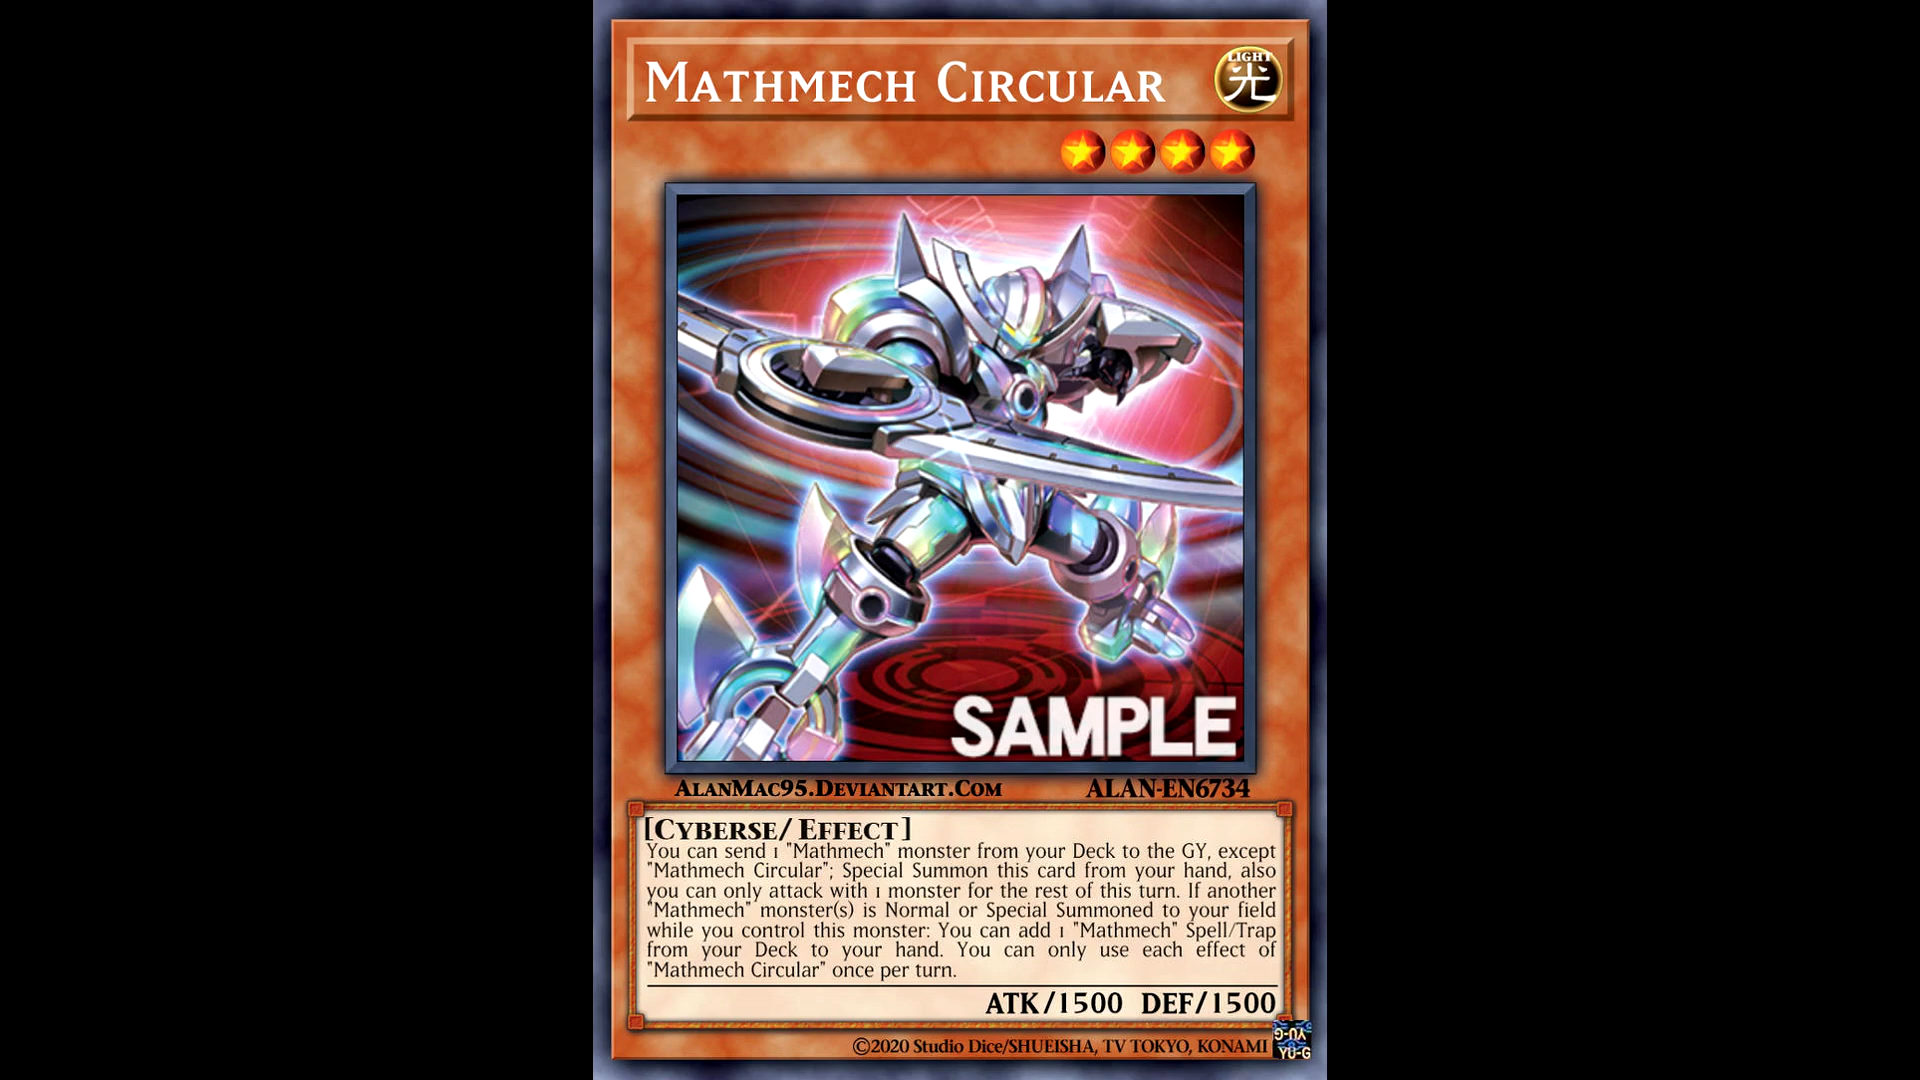 Mathmech Circular
LIGHT
光
SAMPLE
AlanMac95.Deviantart.Com ALAN-EN6734
[Cyberse/ Effect]
You can send 1 "Mathmech" monster from your Deck to the GY, except
"Mathmech Circular"; Special Summon this card from your hand, also
you can only attack with 1 monster for the rest of this turn. If another
"Mathmech" monster(s) is Normal or Special Summoned to your field
while you control this monster: You can add 1 "Mathmech" Spell/Trap
from your Deck to your hand. You can only use each effect of
"Mathmech Circular" once per turn.
ATK/1500 DEF/1500
©2020 Studio Dice/SHUEISHA, TV TOKYO, KONAMI